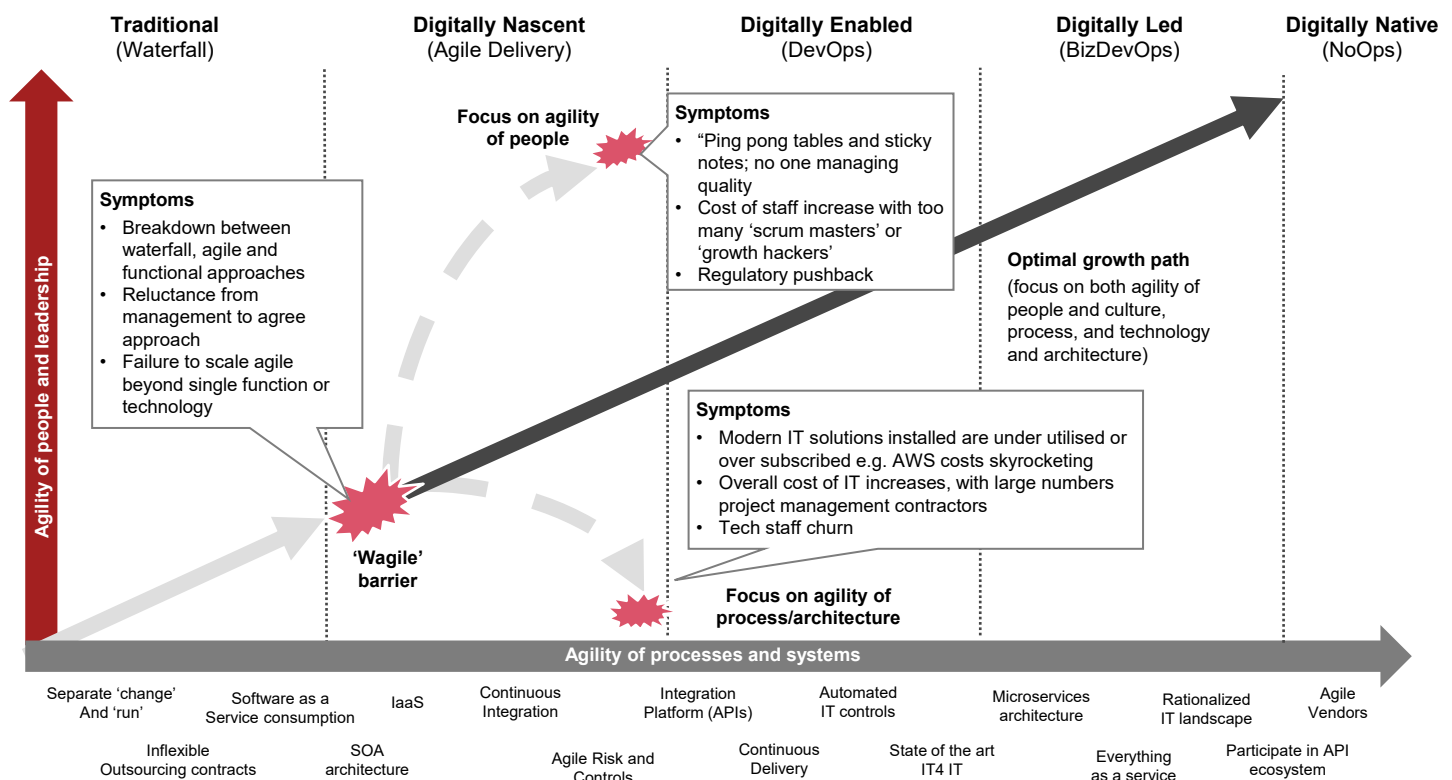 Traditional
(Waterfall)
Digitally Nascent
(Agile Delivery)
Digitally Enabled
(DevOps)
Digitally Led
(BizDevOps)
Digitally Native
(NoOps)
Agility of people and leadership
Symptoms
• Breakdown between
waterfall, agile and
functional approaches
• Reluctance from
management to agree
approach
• Failure to scale agile
beyond single function or
technology
Focus on agility
of people
Symptoms
• “Ping pong tables and sticky
notes; no one managing
quality
• Cost of staff increase with too
many ‘scrum masters’ or
‘growth hackers’
• Regulatory pushback
Optimal growth path
(focus on both agility of
people and culture,
process, and technology
and architecture)
Symptoms
• Modern IT solutions installed are under utilised or
over subscribed e.g. AWS costs skyrocketing
• Overall cost of IT increases, with large numbers
project management contractors
• Tech staff churn
‘Wagile’
barrier
Focus on agility of
process/architecture
Agility of processes and systems
Separate ‘change’
And ‘run’
Software as a
Service consumption
IaaS
Continuous
Integration
Integration
Platform (APIs)
Automated
IT controls
Microservices
architecture
Rationalized
IT landscape
Agile
Vendors
Inflexible
Outsourcing contracts
SOA
architecture
Agile Risk and
Controls
Continuous
Delivery
State of the art
IT4 IT
Everything
as a service
Participate in API
ecosystem